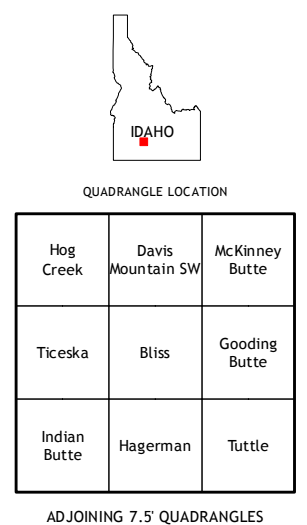 IDAHO
QUADRANGLE LOCATION
Hog
Creek
Davis
Mountain SW
McKinney
Butte
Ticeska
Bliss
Gooding
Butte
Indian
Butte
Hagerman
Tuttle
ADJOINING 7.5' QUADRANGLES